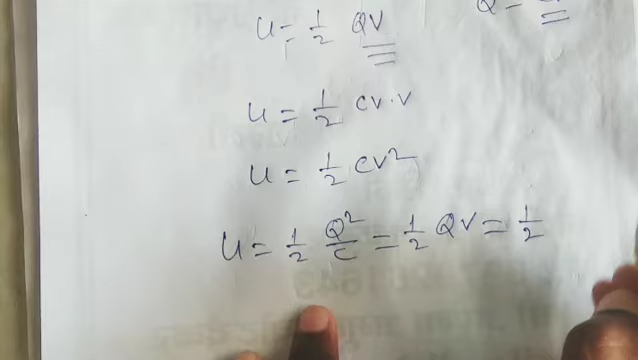 U = 1/2 QV
Q =
U = 1/2 CV·V
U = 1/2 CV²
U = 1/2 Q²/C = 1/2 QV = 1/2